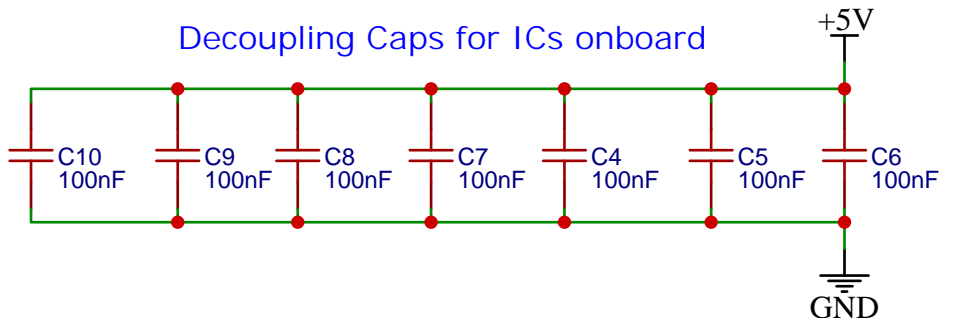 +5V
Decoupling Caps for ICs onboard
C10
100nF
C9
100nF
C8
100nF
C7
100nF
C4
100nF
C5
100nF
C6
100nF
GND